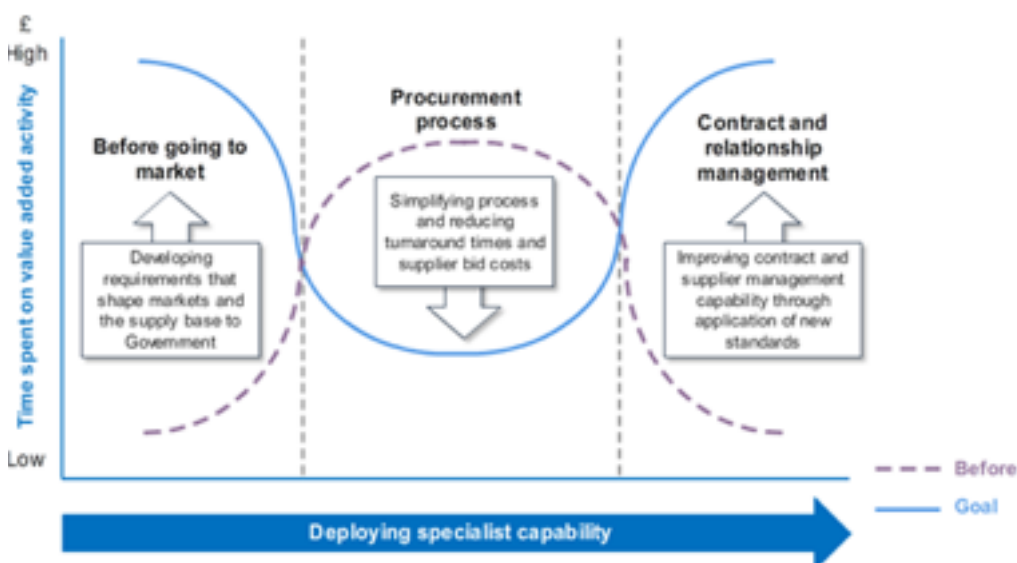 £
High
Time spent on value added activity
Low
Before going to
market
Developing
requirements that
shape markets and
the supply base to
Government
Procurement
process
Simplifying process
and reducing
turnaround times and
supplier bid costs
Contract and
relationship
management
Improving contract and
supplier management
capability through
application of new
standards
Before
Goal
Deploying specialist capability